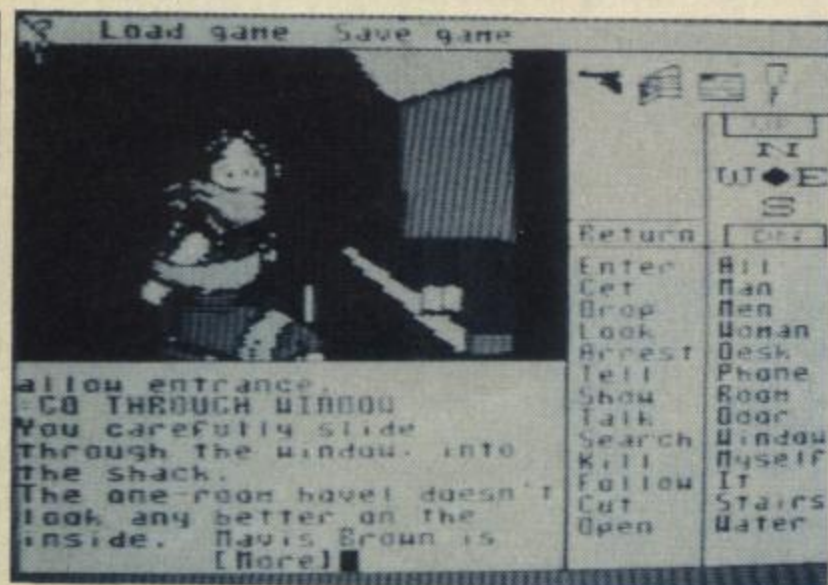 Load game Save game
N
W E
S
Return
Enter All
Get Man
Drop Men
Look Woman
Arrest Desk
Tell Phone
Show Room
Talk Door
Search Window
Kill Myself
Follow It
Cut Stairs
Open Water
allow entrance.
GO THROUGH WINDOW
You carefully slide
through the window, into
the shack.
The one-room hovel doesn't
look any better on the
inside. Mavis Brown is
[More]